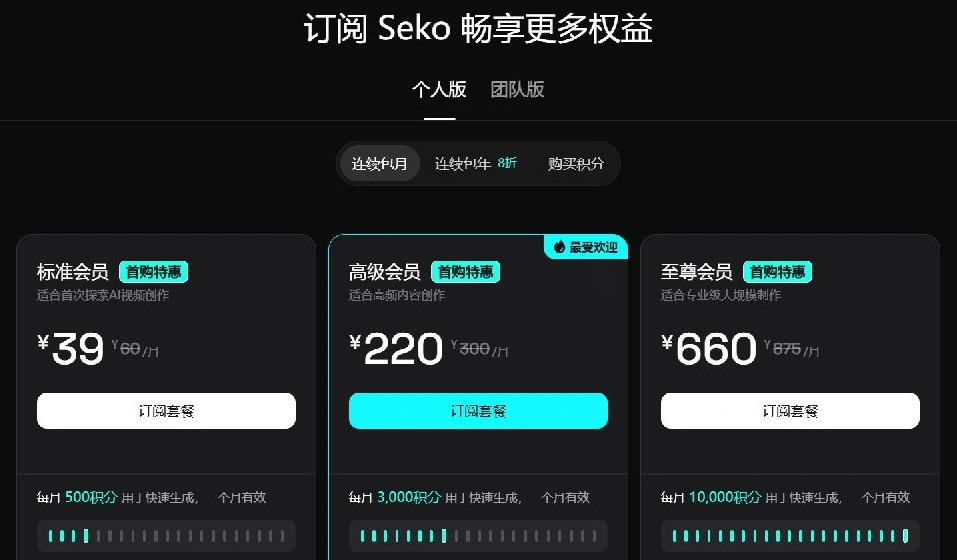 订阅 Seko 畅享更多权益
个人版 团队版
连续包月 连续包年 8折 购买积分
最受欢迎
标准会员 首购特惠
适合首次探索AI视频创作
¥39 ¥60/月
订阅套餐
每月 500积分 用于快速生成, 个月有效
高级会员 首购特惠
适合高频内容创作
¥220 ¥300/月
订阅套餐
每月 3,000积分 用于快速生成, 个月有效
至尊会员 首购特惠
适合专业级大规模制作
¥660 ¥875/月
订阅套餐
每月 10,000积分 用于快速生成, 个月有效